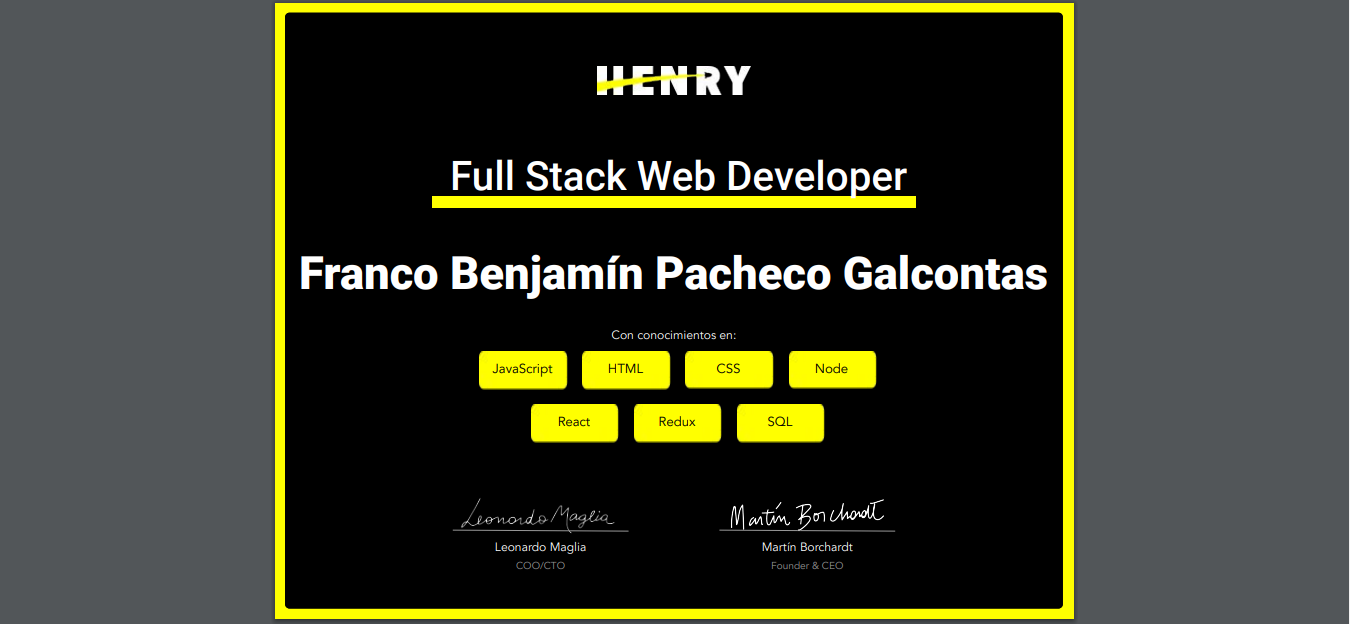 HENRY
Full Stack Web Developer
Franco Benjamín Pacheco Galcontas
Con conocimientos en:
JavaScript HTML CSS Node
React Redux SQL
Leonardo Maglia Martín Borchardt
Leonardo Maglia Martín Borchardt
COO/CTO Founder & CEO